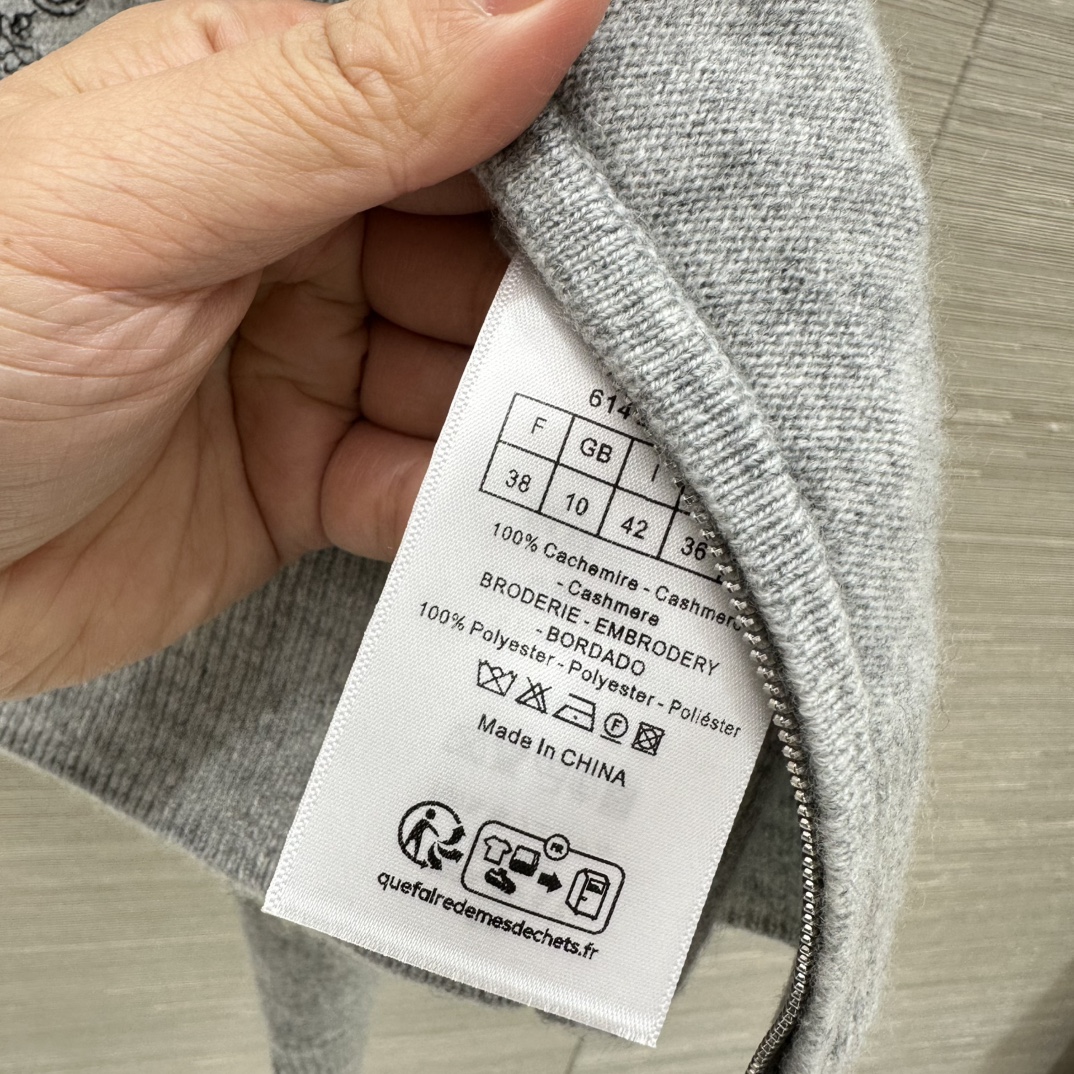 614
F GB I
38 10 42 36
100% Cachemire - Cashmere
- Cashmere
BRODERIE - EMBRODERY
- BORDADO
100% Polyester - Polyester - Poliéster
F
Made In CHINA
FR
quefairedemesdechets.fr